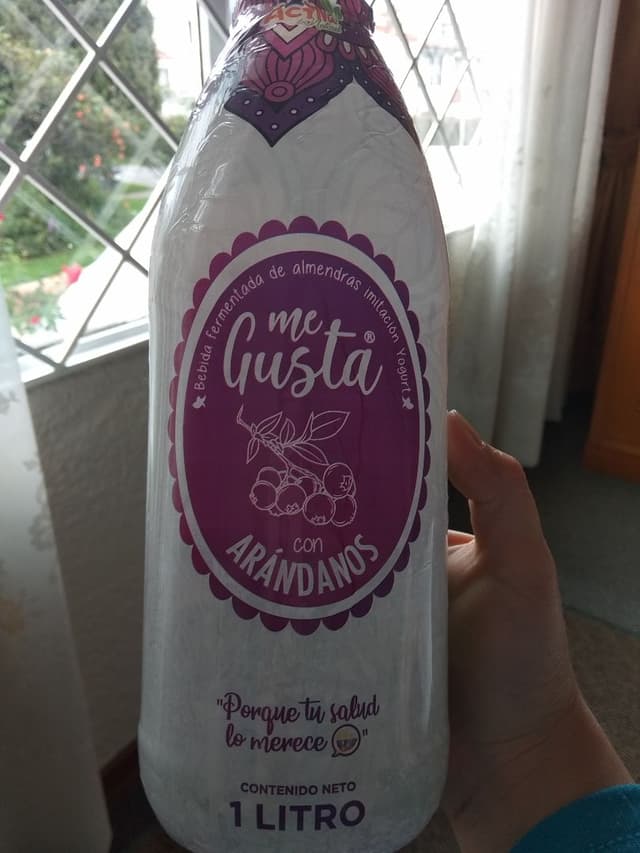 ACTIV
Bebida fermentada de almendras imitación Yogurt
me
Gusta®
con
ARÁNDANOS
"Porque tu salud
lo merece"
CONTENIDO NETO
1 LITRO